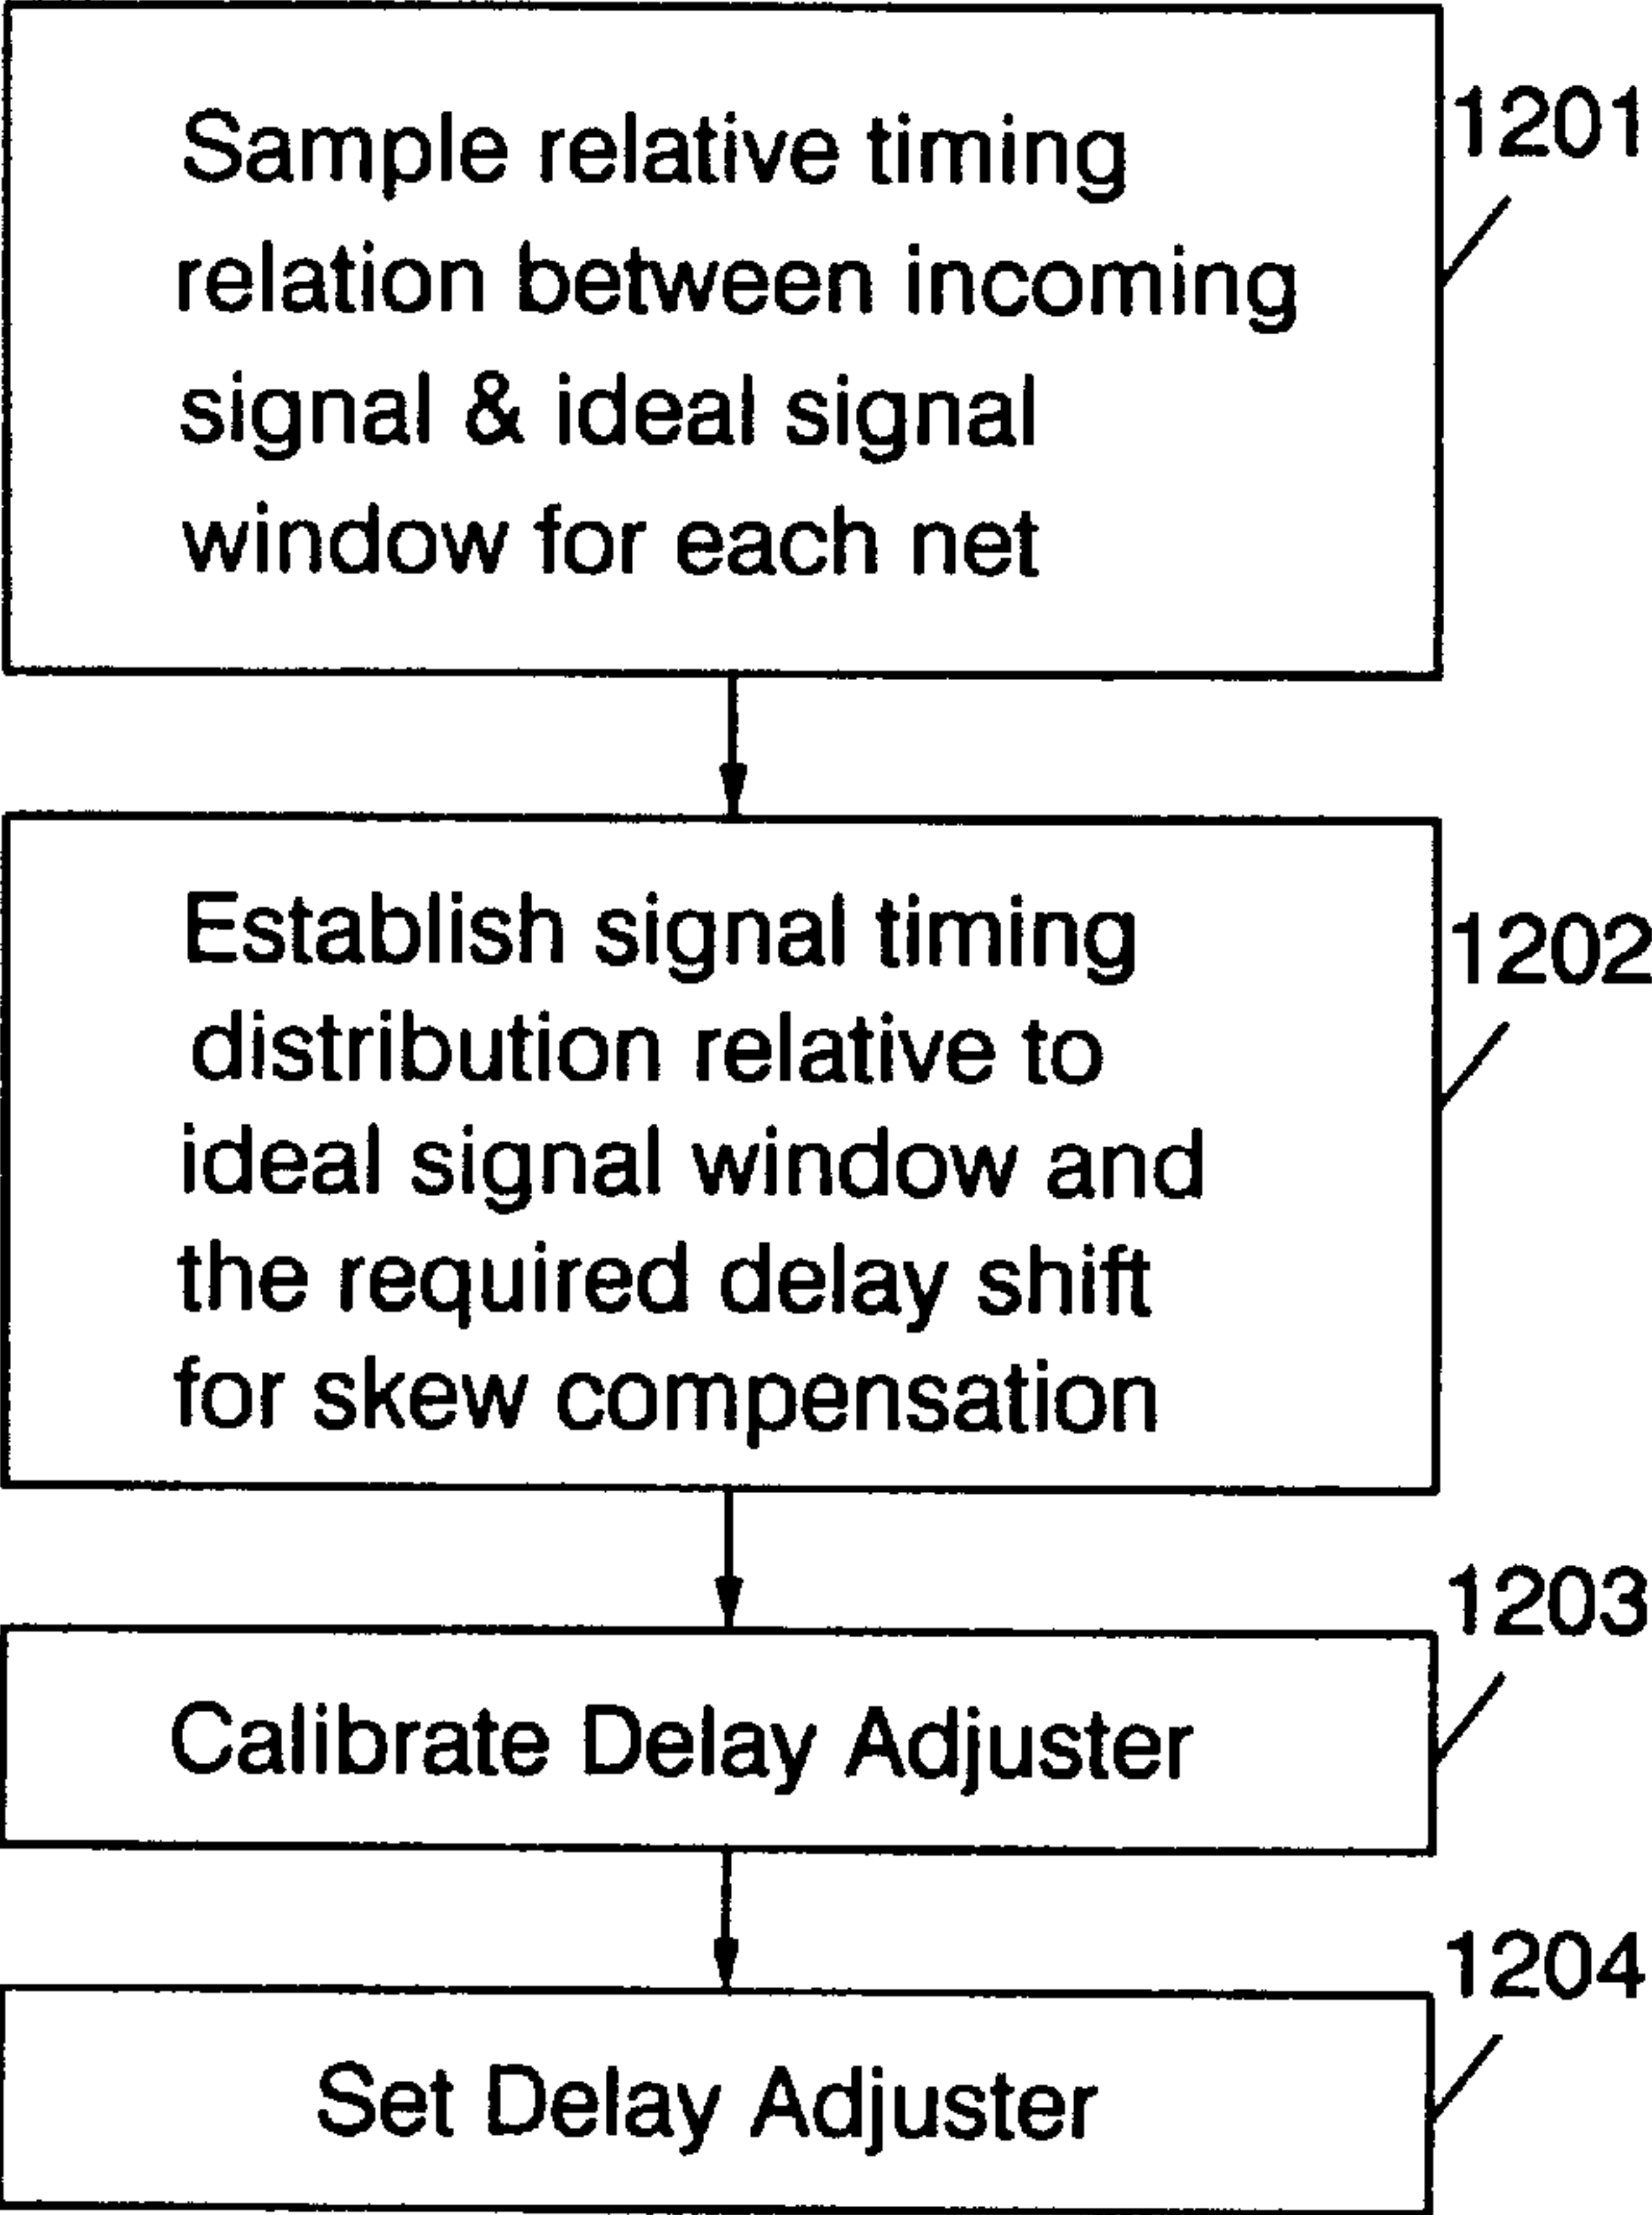 Sample relative timing
relation between incoming
signal & ideal signal
window for each net
1201
Establish signal timing
distribution relative to
ideal signal window and
the required delay shift
for skew compensation
1202
Calibrate Delay Adjuster
1203
Set Delay Adjuster
1204